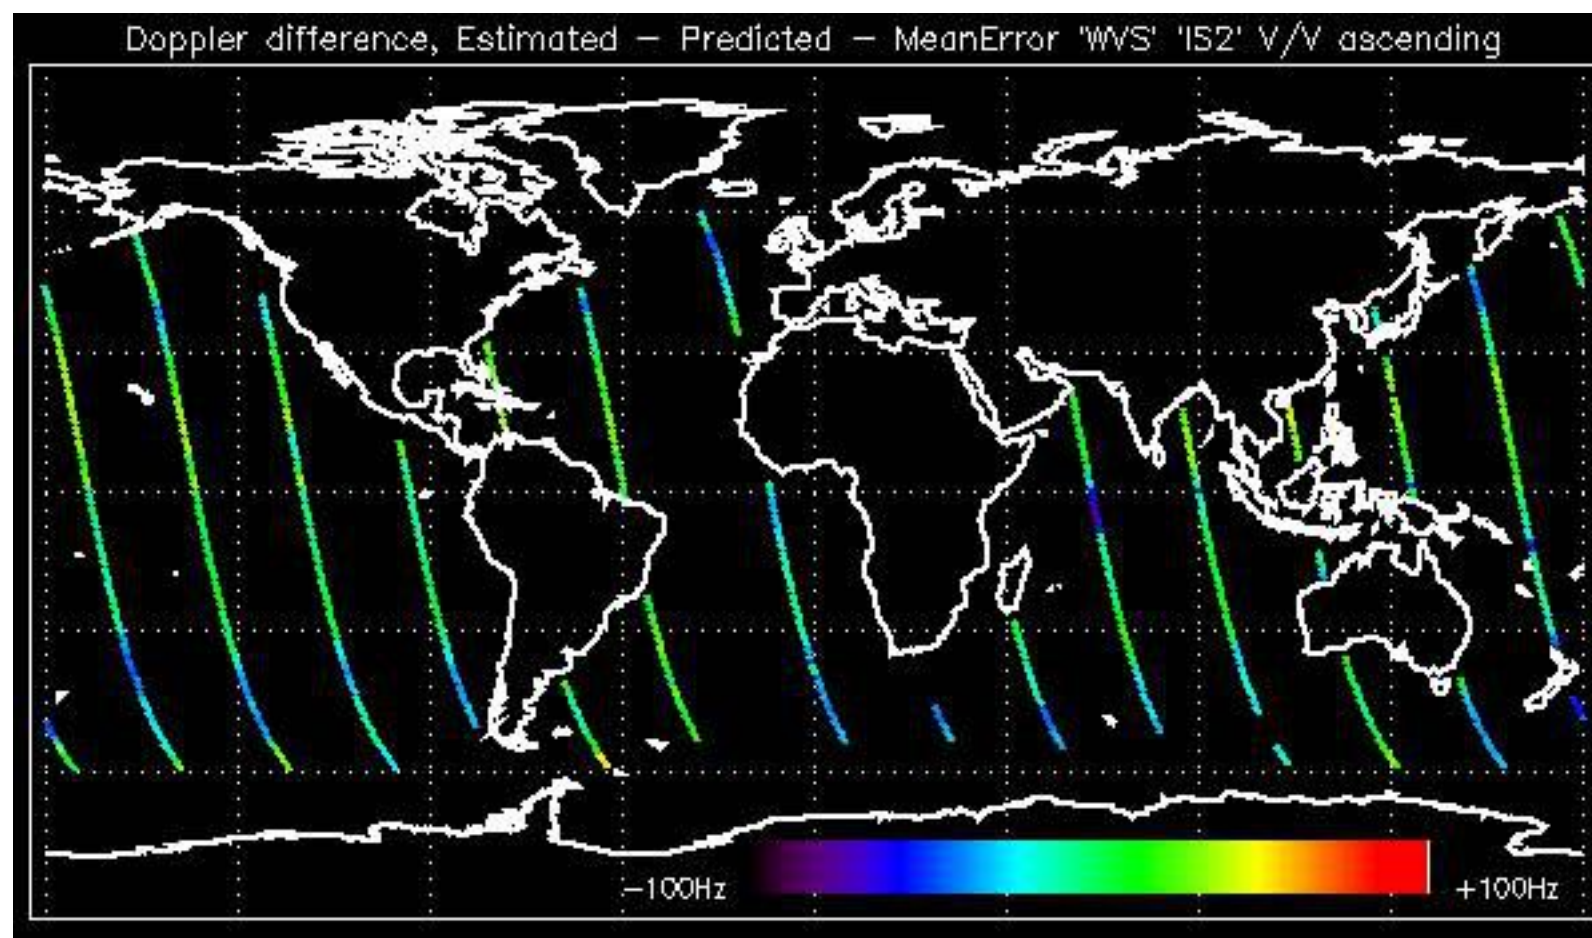 Doppler difference, Estimated – Predicted – MeanError 'WVS' 'IS2' V/V ascending
–100Hz +100Hz